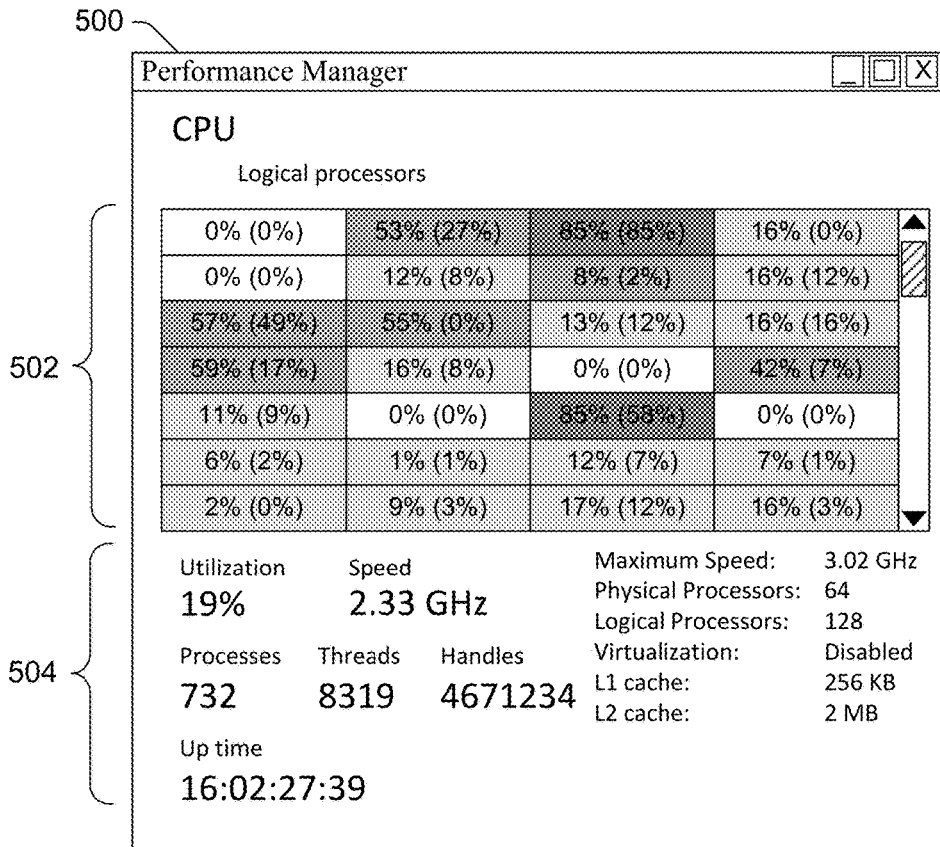 500
Performance Manager
CPU
Logical processors
0% (0%) 53% (27%) 85% (85%) 16% (0%)
0% (0%) 12% (8%) 8% (2%) 16% (12%)
57% (49%) 55% (0%) 13% (12%) 16% (16%)
502
59% (17%) 16% (8%) 0% (0%) 42% (7%)
11% (9%) 0% (0%) 85% (58%) 0% (0%)
6% (2%) 1% (1%) 12% (7%) 7% (1%)
2% (0%) 9% (3%) 17% (12%) 16% (3%)
504
Utilization Speed
19% 2.33 GHz
Processes Threads Handles
732 8319 4671234
Up time
16:02:27:39
Maximum Speed: 3.02 GHz
Physical Processors: 64
Logical Processors: 128
Virtualization: Disabled
L1 cache: 256 KB
L2 cache: 2 MB